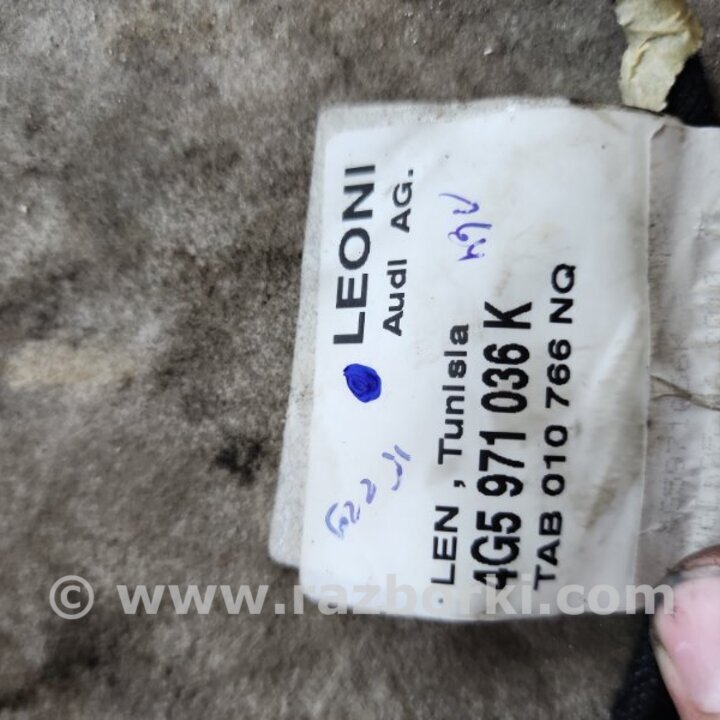 LEONI
Audi AG.
LEN , Tunisia
4G5 971 036 K
TAB 010 766 NQ
© www.razborki.com